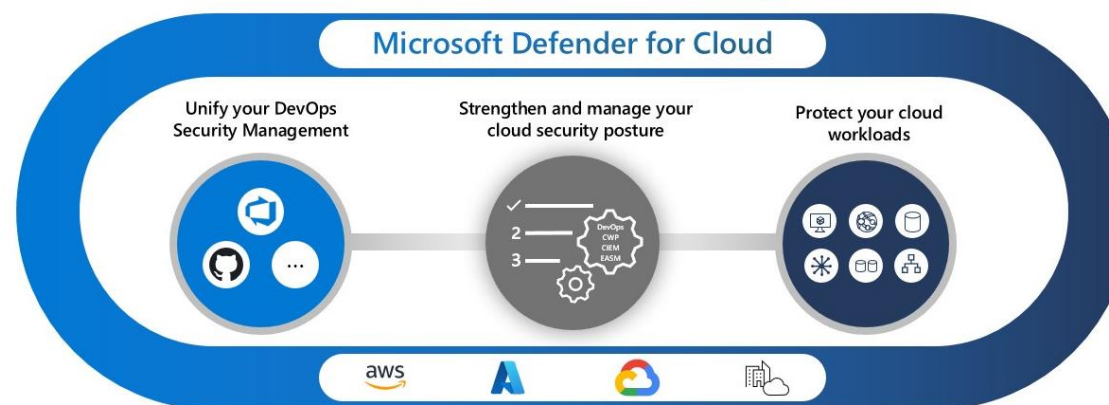 Microsoft Defender for Cloud
Unify your DevOps
Security Management
Strengthen and manage your
cloud security posture
Protect your cloud
workloads
2
3
DevOps
CWP
CIEM
EASM
...
aws